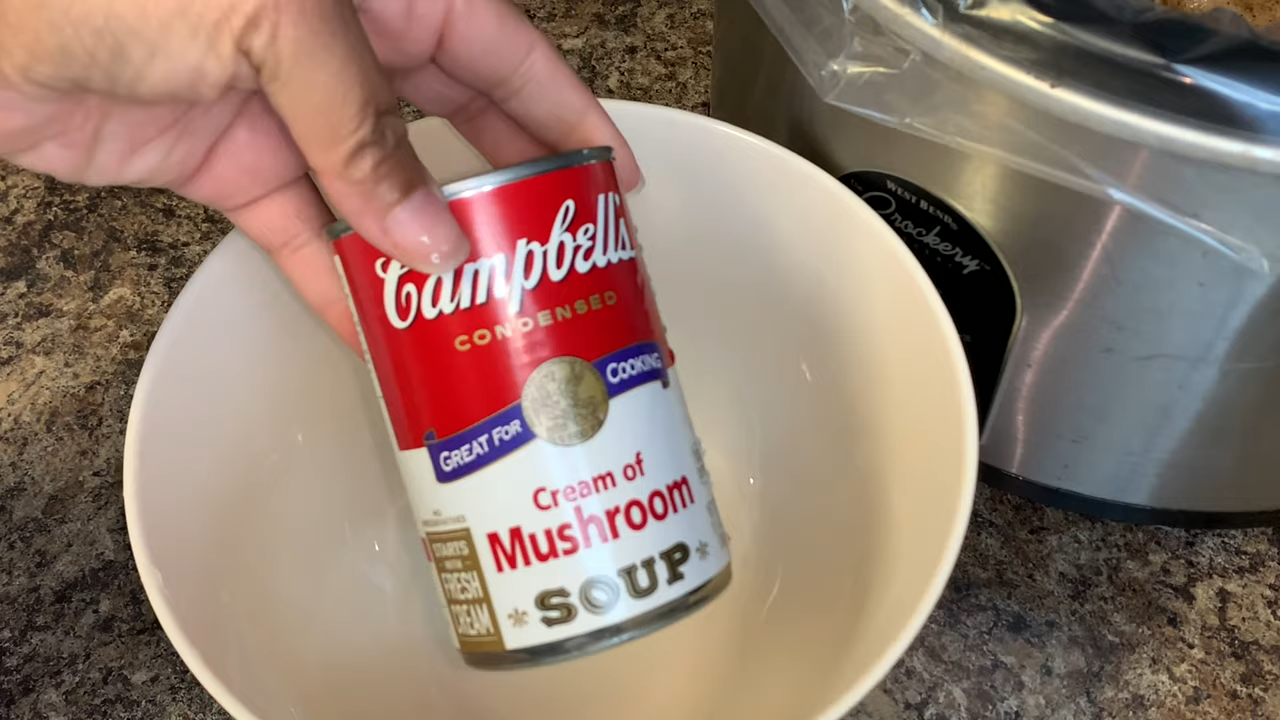 WEST BEND
Crockery
Campbell's
CONDENSED
GREAT FOR COOKING
Cream of
Mushroom
SOUP
STARTS
WITH
FRESH
CREAM